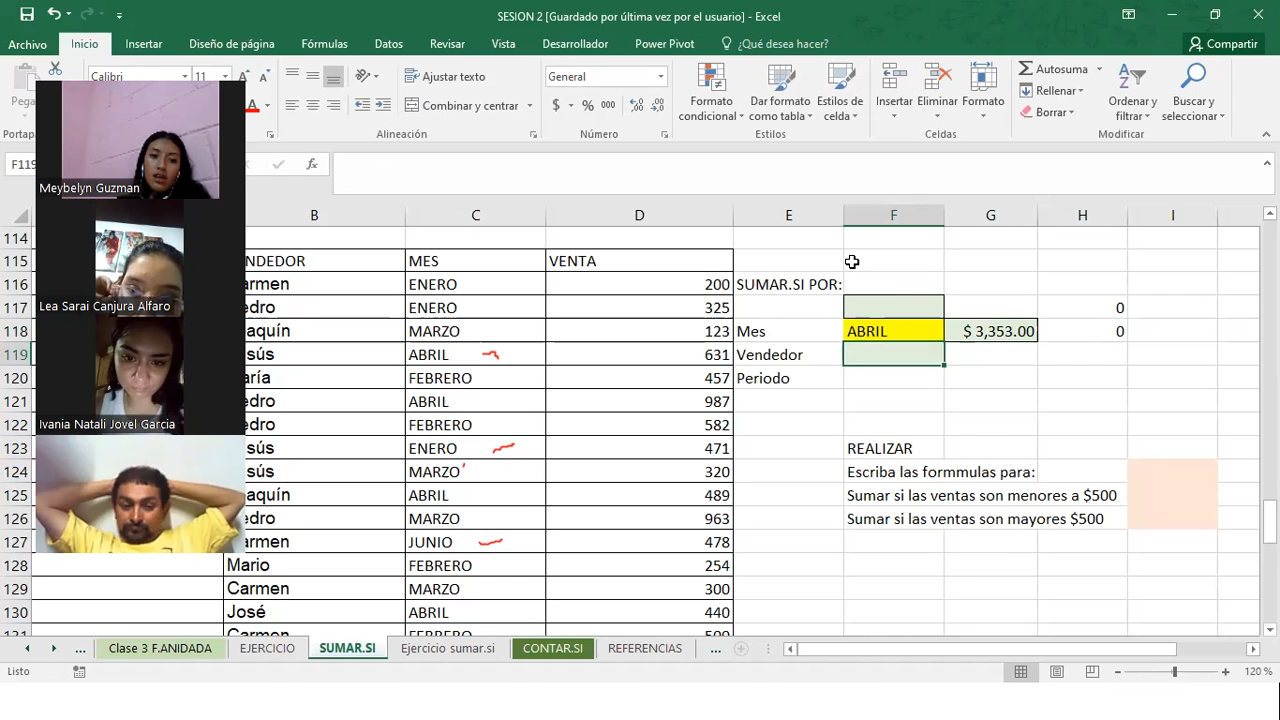 SESION 2 [Guardado por última vez por el usuario] - Excel
Archivo Inicio Insertar Diseño de página Fórmulas Datos Revisar Vista Desarrollador Power Pivot ¿Qué desea hacer? Compartir
Calibri 11 Ajustar texto General Autosuma
Combinar y centrar $ % 000 Formato condicional Dar formato como tabla Estilos de celda Insertar Eliminar Formato Rellenar Borrar Ordenar y filtrar Buscar y seleccionar
Alineación Número Estilos Celdas Modificar
F119 fx
B C D E F G H I
114
115 NDEDOR MES VENTA
116 armen ENERO 200 SUMAR.SI POR:
117 edro ENERO 325 0
118 aquín MARZO 123 Mes ABRIL $ 3,353.00 0
119 sús ABRIL 631 Vendedor
120 aría FEBRERO 457 Periodo
121 edro ABRIL 987
122 edro FEBRERO 582
123 sús ENERO 471 REALIZAR
124 sús MARZO 320 Escriba las formmulas para:
125 aquín ABRIL 489 Sumar si las ventas son menores a $500
126 edro MARZO 963 Sumar si las ventas son mayores $500
127 armen JUNIO 478
128 Mario FEBRERO 254
129 Carmen MARZO 300
130 José ABRIL 440
Meybelyn Guzman
Lea Sarai Canjura Alfaro
Ivania Natali Jovel Garcia
... Clase 3 F.ANIDADA EJERCICIO SUMAR.SI Ejercicio sumar.si CONTAR.SI REFERENCIAS ...
Listo 120 %